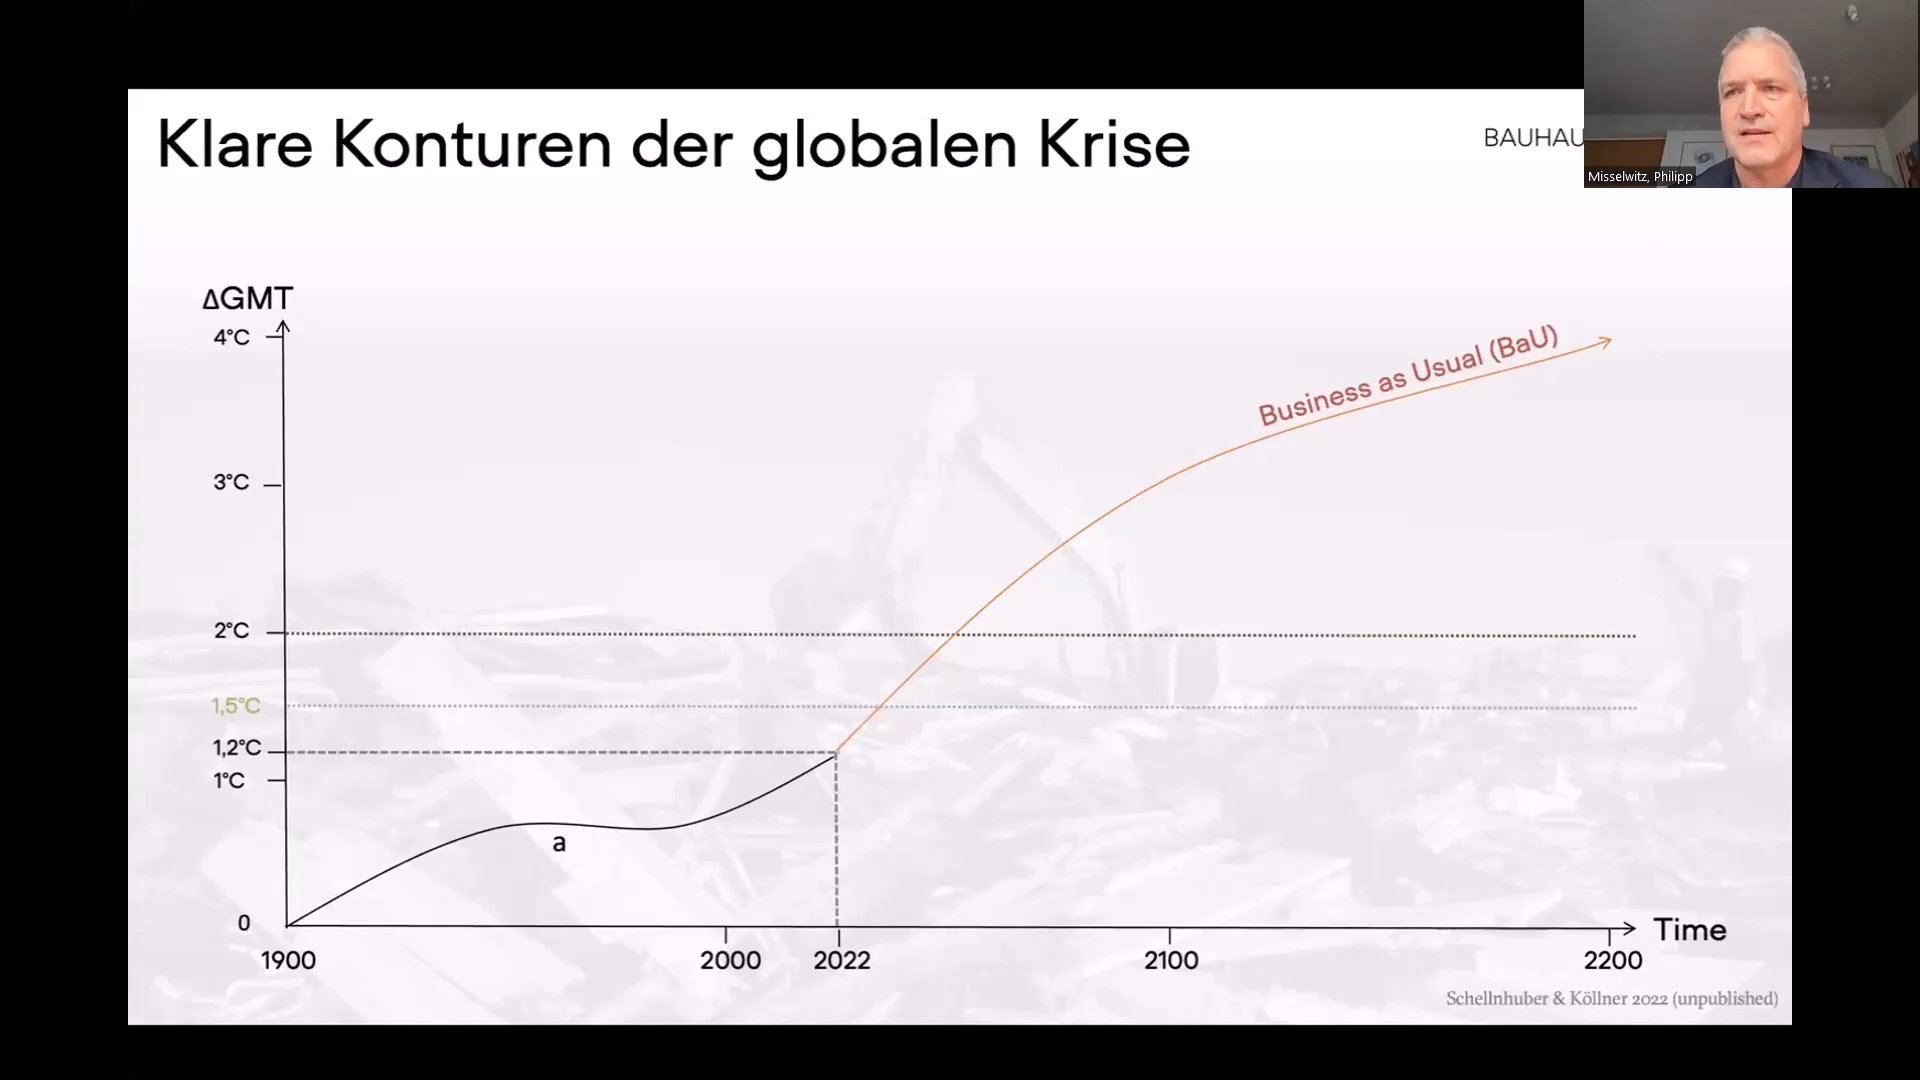 Klare Konturen der globalen Krise
BAUHAU
Misselwitz, Philipp
ΔGMT
4°C
3°C
2°C
1,5°C
1,2°C
1°C
0
Business as Usual (BaU)
a
Time
1900
2000
2022
2100
2200
Schellnhuber & Köllner 2022 (unpublished)